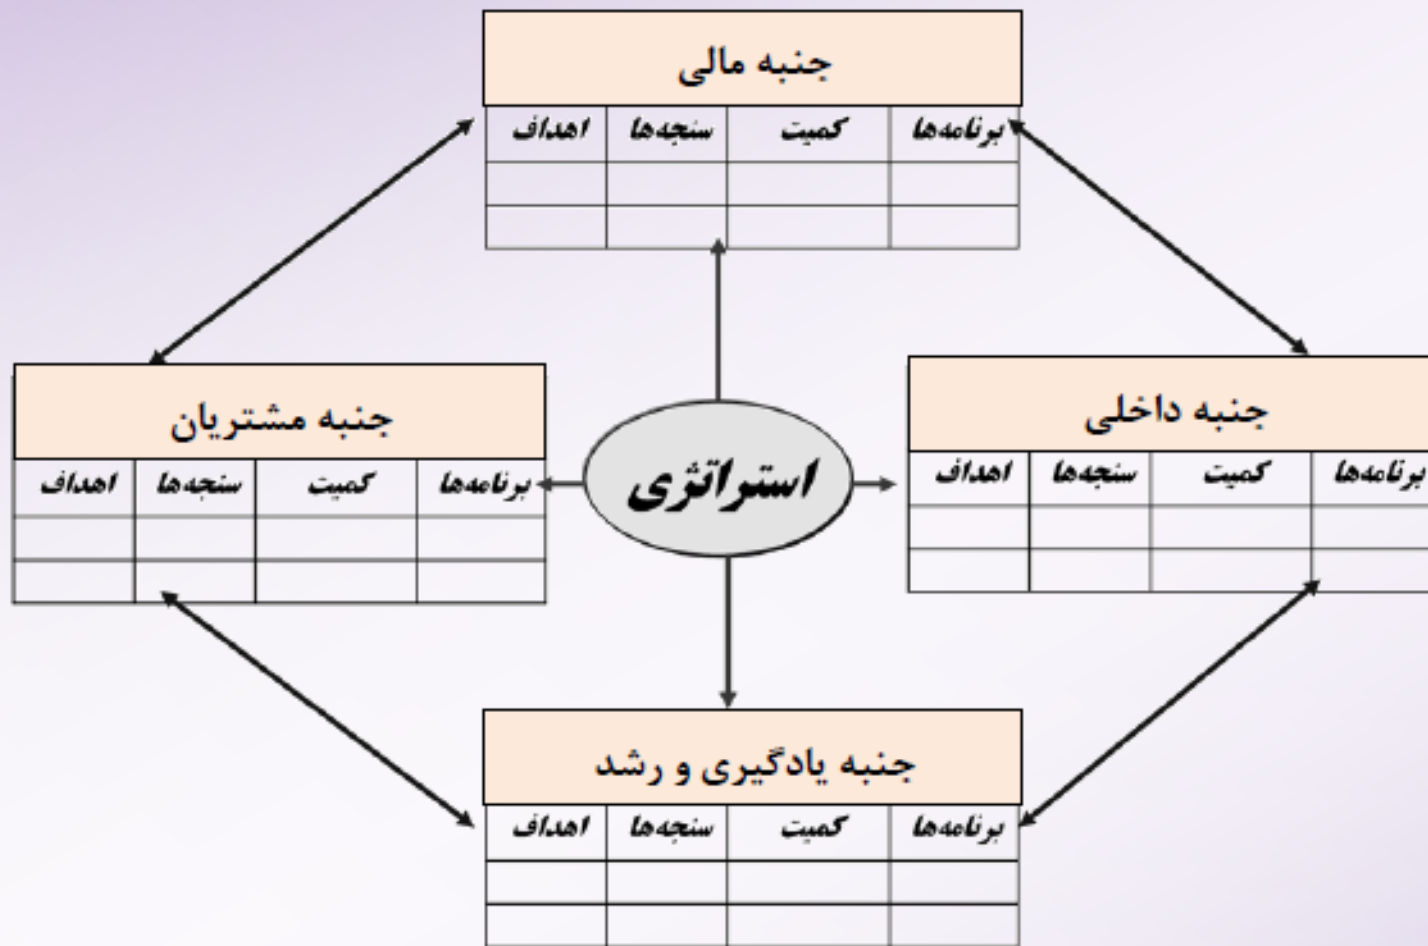 جنبه مالی
اهداف سنجه‌ها کمیت برنامه‌ها
جنبه مشتریان
اهداف سنجه‌ها کمیت برنامه‌ها
استراتژی
جنبه داخلی
اهداف سنجه‌ها کمیت برنامه‌ها
جنبه یادگیری و رشد
اهداف سنجه‌ها کمیت برنامه‌ها